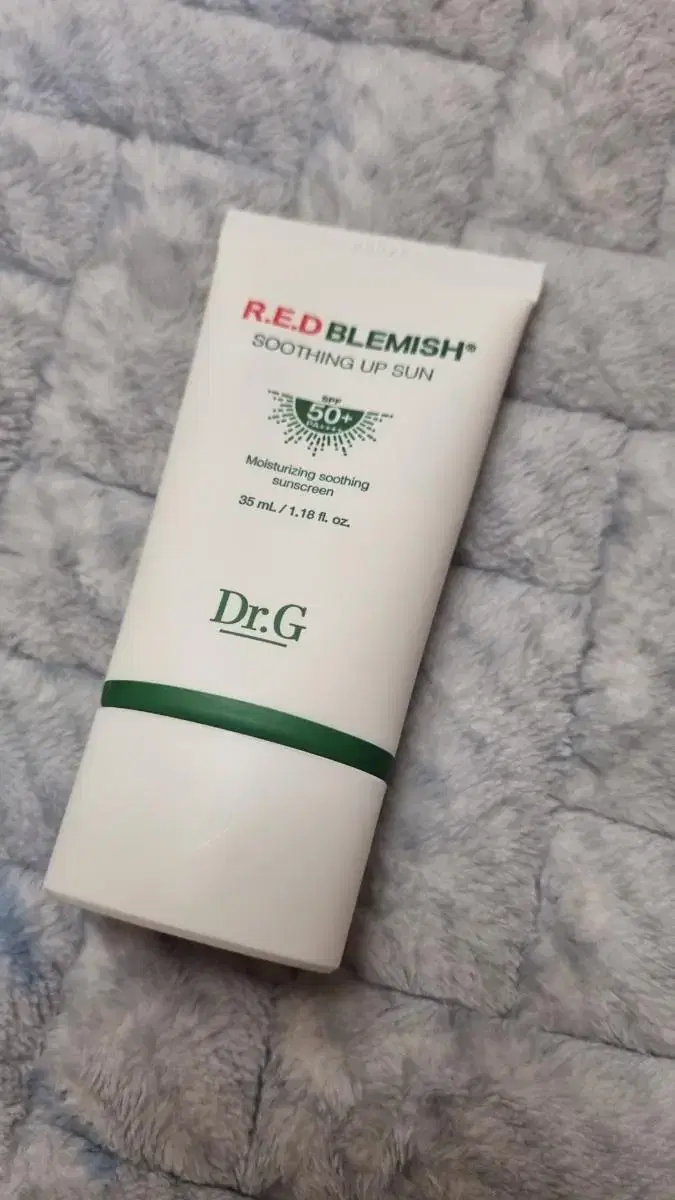 R.E.D BLEMISH®
SOOTHING UP SUN
SPF
50+
PA++++
Moisturizing soothing
sunscreen
35 mL / 1.18 fl. oz.
Dr.G